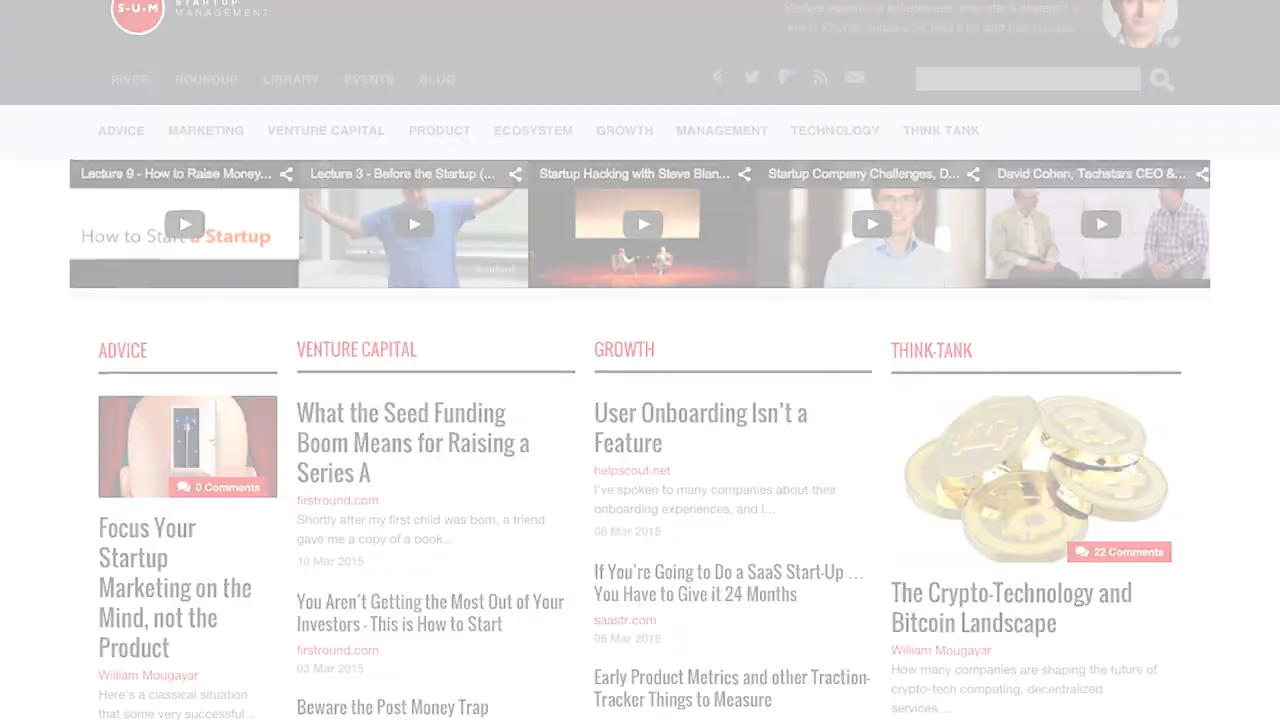 S-U-M
STARTUP
MANAGEMENT
RIVER ROUNDUP LIBRARY EVENTS BLOG
ADVICE MARKETING VENTURE CAPITAL PRODUCT ECOSYSTEM GROWTH MANAGEMENT TECHNOLOGY THINK TANK
Lecture 9 - How to Raise Money...
Lecture 3 - Before the Startup (...
Startup Hacking with Steve Blan...
Startup Company Challenges, D...
David Cohen, Techstars CEO &...
How to Start a Startup
ADVICE
0 Comments
Focus Your
Startup
Marketing on the
Mind, not the
Product
William Mougayar
Here's a classical situation
that some very successful...
VENTURE CAPITAL
What the Seed Funding
Boom Means for Raising a
Series A
firstround.com
Shortly after my first child was born, a friend
gave me a copy of a book...
10 Mar 2015
You Aren't Getting the Most Out of Your
Investors - This is How to Start
firstround.com
03 Mar 2015
Beware the Post Money Trap
GROWTH
User Onboarding Isn't a
Feature
helpscout.net
I've spoken to many companies about their
onboarding experiences, and I...
08 Mar 2015
If You're Going to Do a SaaS Start-Up ...
You Have to Give it 24 Months
saastr.com
06 Mar 2015
Early Product Metrics and other Traction-
Tracker Things to Measure
THINK-TANK
22 Comments
The Crypto-Technology and
Bitcoin Landscape
William Mougayar
How many companies are shaping the future of
crypto-tech computing, decentralized
services....